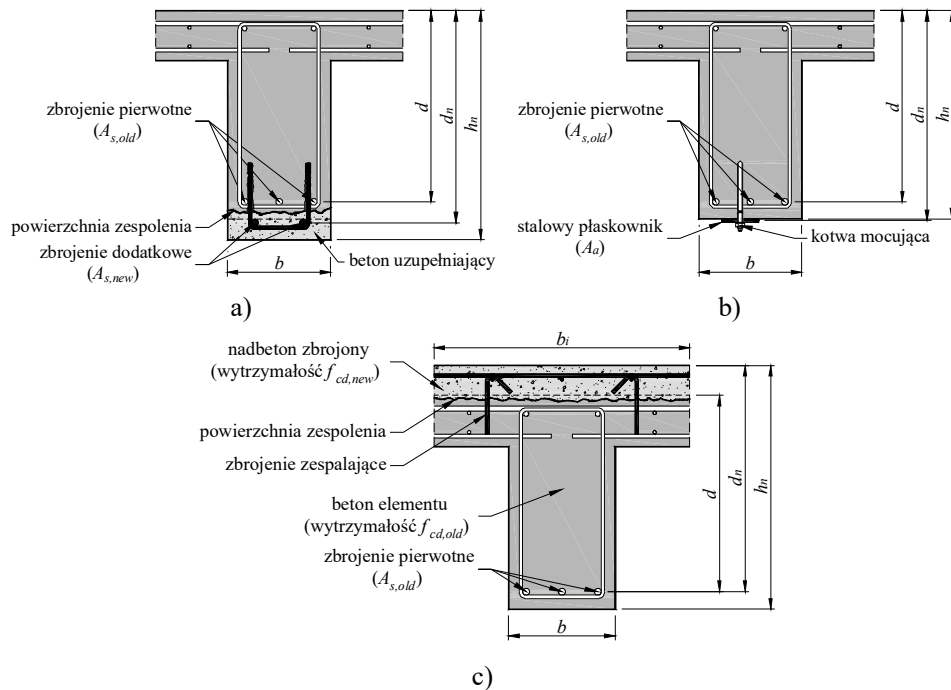 zbrojenie pierwotne
(A_{s,old})
powierzchnia zespolenia
zbrojenie dodatkowe
(A_{s,new})
beton uzupełniający
b
d
d_n
h_n
a)
zbrojenie pierwotne
(A_{s,old})
stalowy płaskownik
(A_a)
kotwa mocująca
b
d
d_n
h_n
b)
b_i
nadbeton zbrojony
(wytrzymałość f_{cd,new})
powierzchnia zespolenia
zbrojenie zespalające
beton elementu
(wytrzymałość f_{cd,old})
zbrojenie pierwotne
(A_{s,old})
b
d
d_n
h_n
c)